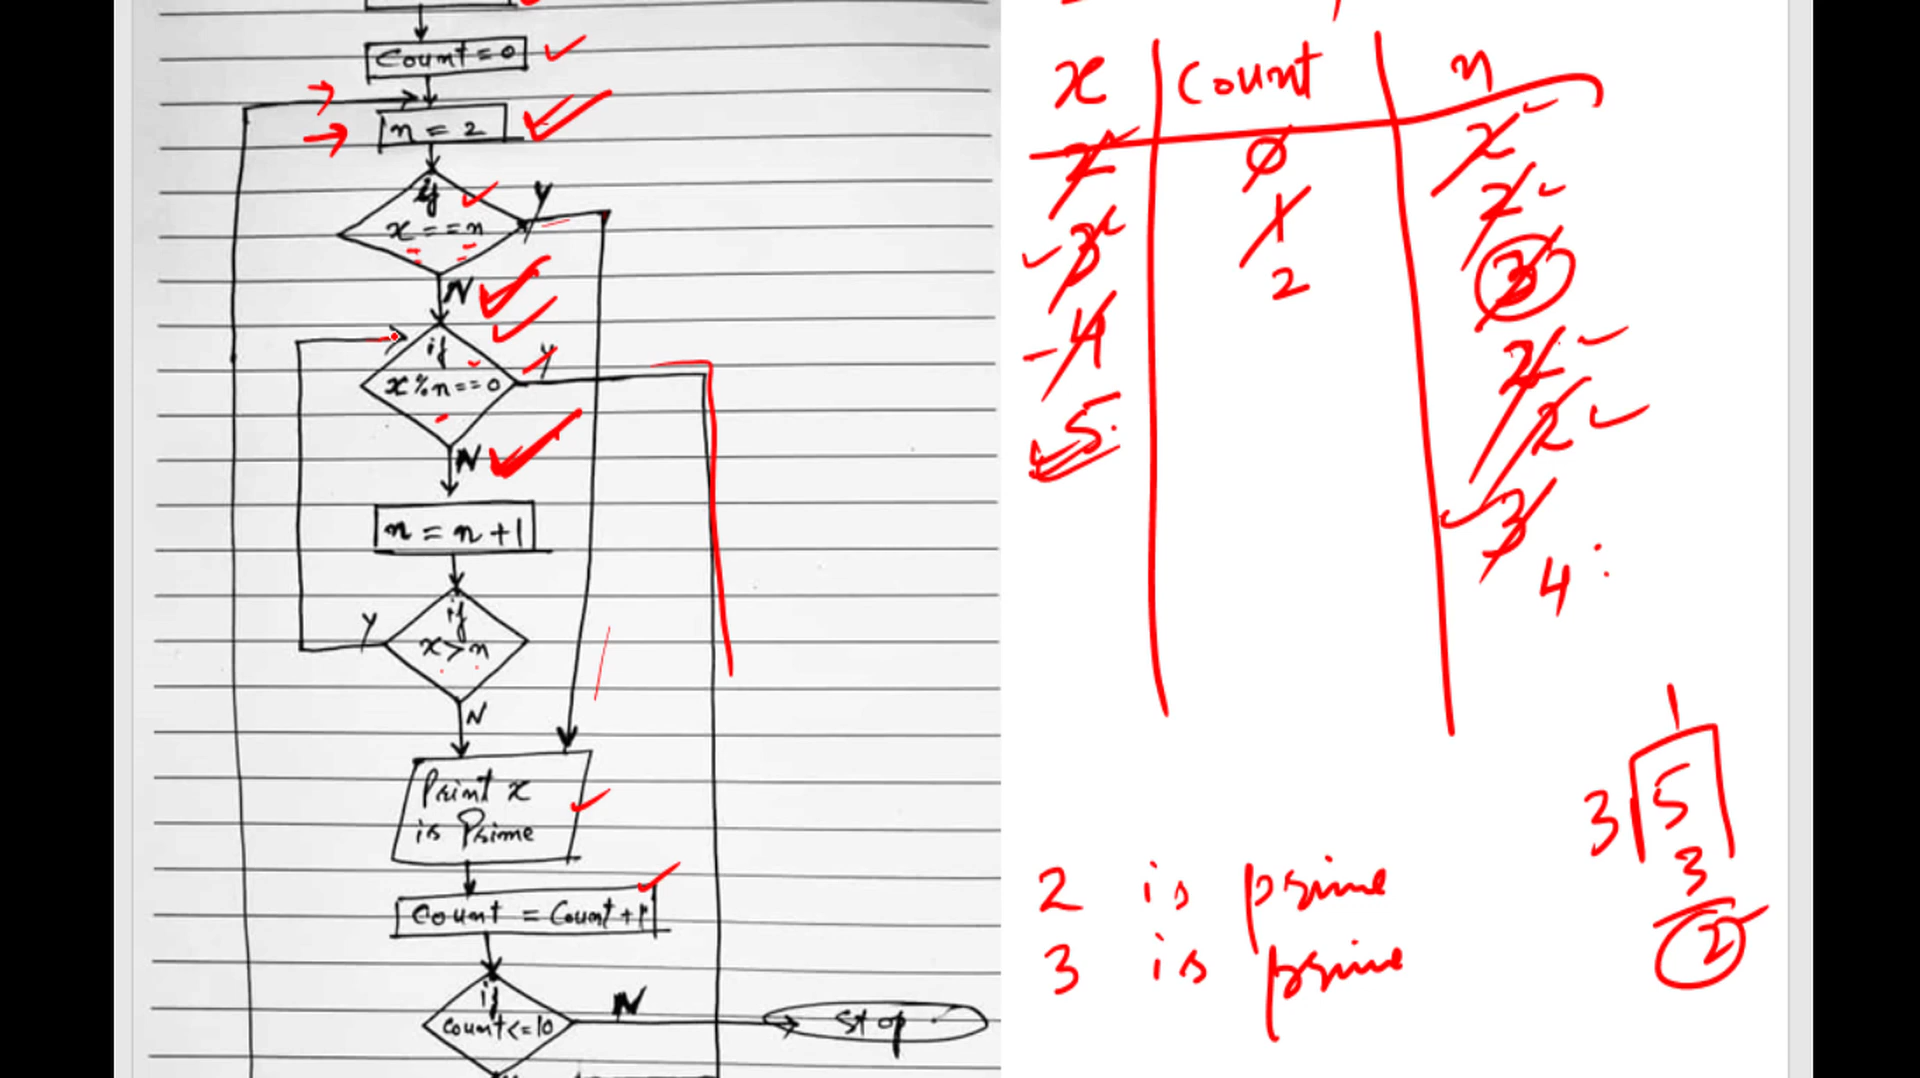 Count = 0
n = 2
if
x = = n
Y
N
if
x % n = = 0
Y
N
n = n + 1
if
x > n
Y
N
Print x
is Prime
Count = Count + 1
if
count <= 10
N
Stop
x Count n
2 0 2
3 1 2
4 2 3
5 2
2
3
4
1
3 5
3
2
2 is prime
3 is prime